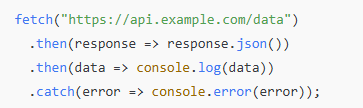 fetch("https://api.example.com/data")
  .then(response => response.json())
  .then(data => console.log(data))
  .catch(error => console.error(error));